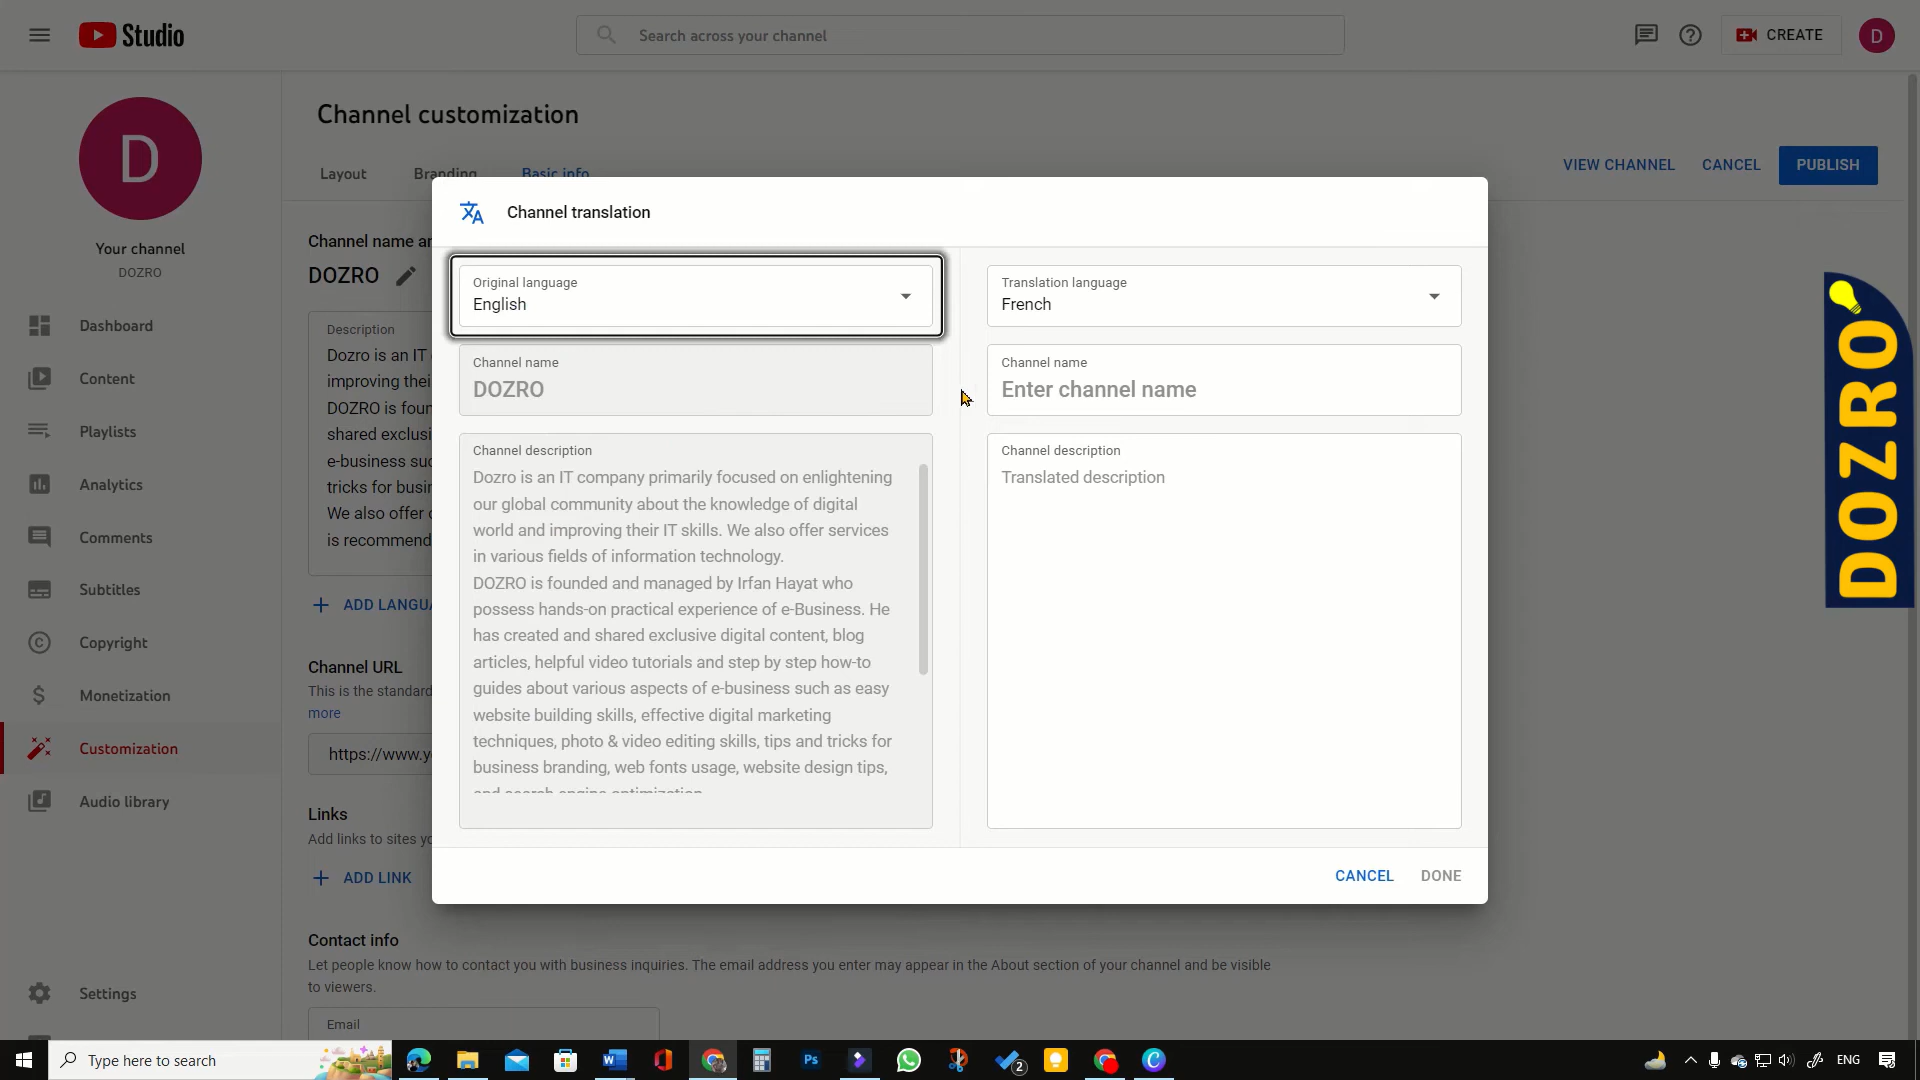 Studio
Search across your channel
CREATE
D
D
Your channel
DOZRO
Dashboard
Content
Playlists
Analytics
Comments
Subtitles
Copyright
Monetization
Customization
Audio library
Settings
Channel customization
Layout
Branding
Basic info
VIEW CHANNEL
CANCEL
PUBLISH
Channel name
DOZRO
Description
Dozro is an IT
improving thei
DOZRO is foun
shared exclusi
e-business suc
tricks for busin
We also offer
is recommend
ADD LANGUA
Channel URL
This is the standard
more
https://www.y
Links
Add links to sites yo
ADD LINK
Contact info
Let people know how to contact you with business inquiries. The email address you enter may appear in the About section of your channel and be visible
to viewers.
Email
Channel translation
Original language
English
Channel name
DOZRO
Channel description
Dozro is an IT company primarily focused on enlightening
our global community about the knowledge of digital
world and improving their IT skills. We also offer services
in various fields of information technology.
DOZRO is founded and managed by Irfan Hayat who
possess hands-on practical experience of e-Business. He
has created and shared exclusive digital content, blog
articles, helpful video tutorials and step by step how-to
guides about various aspects of e-business such as easy
website building skills, effective digital marketing
techniques, photo & video editing skills, tips and tricks for
business branding, web fonts usage, website design tips,
and search engine optimization.
Translation language
French
Channel name
Enter channel name
Channel description
Translated description
CANCEL
DONE
DOZRO
Type here to search
Ps
2
ENG